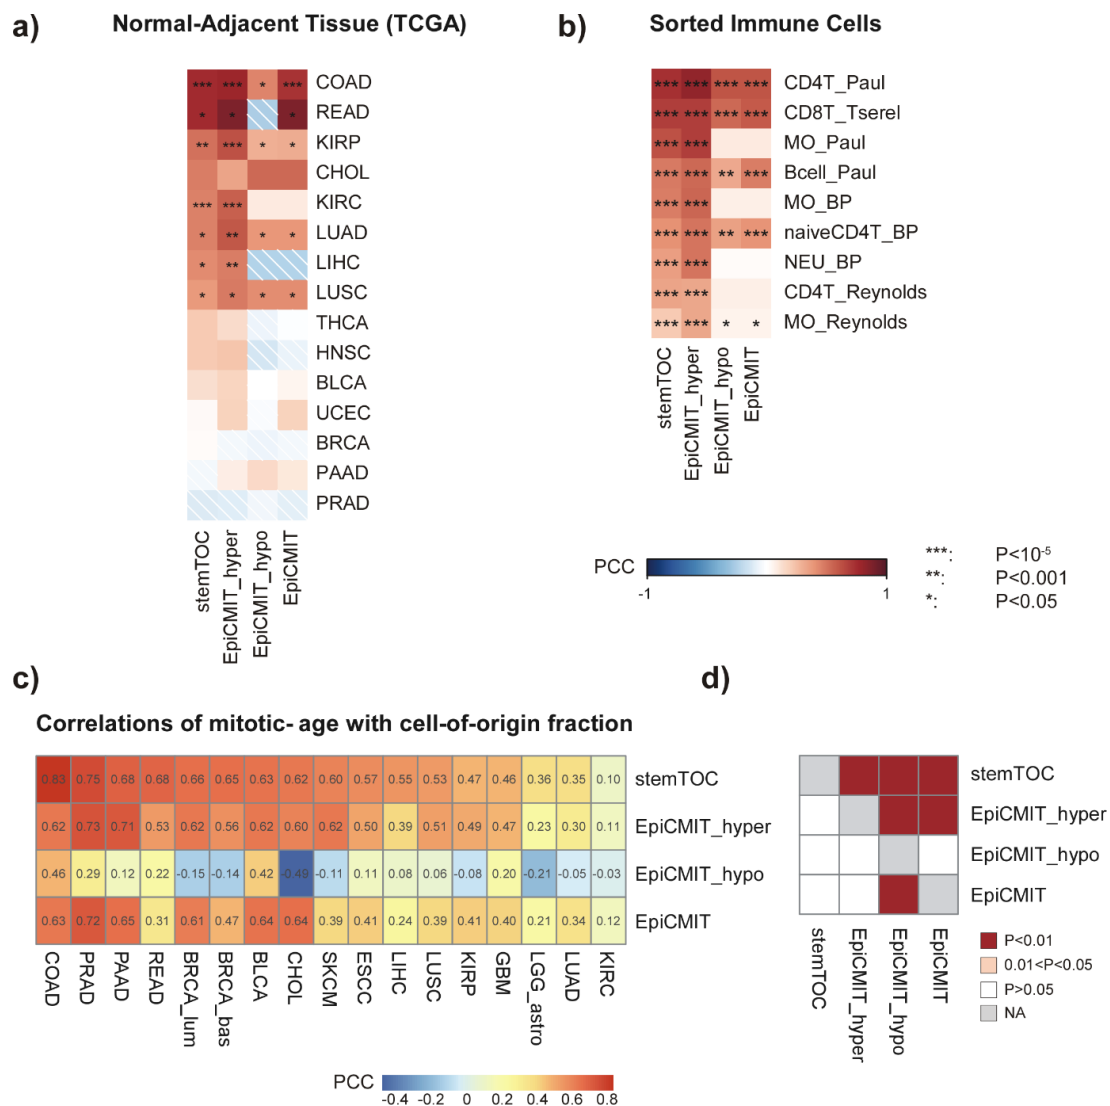 a)
Normal-Adjacent Tissue (TCGA)
*** *** * *** COAD
* * * READ
** *** * * KIRP
CHOL
*** *** KIRC
* ** * * LUAD
* ** LIHC
* * * * LUSC
THCA
HNSC
BLCA
UCEC
BRCA
PAAD
PRAD
stemTOC
EpiCMIT_hyper
EpiCMIT_hypo
EpiCMIT
b)
Sorted Immune Cells
*** *** *** *** CD4T_Paul
*** *** *** *** CD8T_Tserel
*** *** MO_Paul
*** *** ** *** Bcell_Paul
*** *** MO_BP
*** *** ** *** naiveCD4T_BP
*** *** NEU_BP
*** *** CD4T_Reynolds
*** *** * * MO_Reynolds
stemTOC
EpiCMIT_hyper
EpiCMIT_hypo
EpiCMIT
PCC
-1 1
***: P<10-5
**: P<0.001
*: P<0.05
c)
Correlations of mitotic- age with cell-of-origin fraction
0.83 0.75 0.68 0.68 0.66 0.65 0.63 0.62 0.60 0.57 0.55 0.53 0.47 0.46 0.36 0.35 0.10 stemTOC
0.62 0.73 0.71 0.53 0.62 0.56 0.62 0.60 0.62 0.50 0.39 0.51 0.49 0.47 0.23 0.30 0.11 EpiCMIT_hyper
0.46 0.29 0.12 0.22 -0.15 -0.14 0.42 -0.49 -0.11 0.11 0.08 0.06 -0.08 0.20 -0.21 -0.05 -0.03 EpiCMIT_hypo
0.63 0.72 0.65 0.31 0.61 0.47 0.64 0.64 0.39 0.41 0.24 0.39 0.41 0.40 0.21 0.34 0.12 EpiCMIT
COAD
PRAD
PAAD
READ
BRCA_lum
BRCA_bas
BLCA
CHOL
SKCM
ESCC
LIHC
LUSC
KIRP
GBM
LGG_astro
LUAD
KIRC
PCC
-0.4 -0.2 0 0.2 0.4 0.6 0.8
d)
stemTOC
EpiCMIT_hyper
EpiCMIT_hypo
EpiCMIT
stemTOC
EpiCMIT_hyper
EpiCMIT_hypo
EpiCMIT
P<0.01
0.01<P<0.05
P>0.05
NA